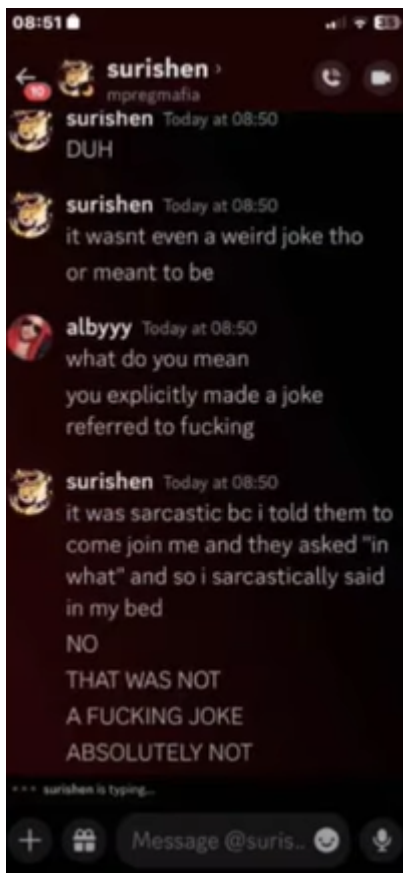 08:51
surishen
mpregmafia
10
surishen Today at 08:50
DUH
surishen Today at 08:50
it wasnt even a weird joke tho
or meant to be
albyyy Today at 08:50
what do you mean
you explicitly made a joke
referred to fucking
surishen Today at 08:50
it was sarcastic bc i told them to
come join me and they asked "in
what" and so i sarcastically said
in my bed
NO
THAT WAS NOT
A FUCKING JOKE
ABSOLUTELY NOT
surishen is typing...
Message @suris..